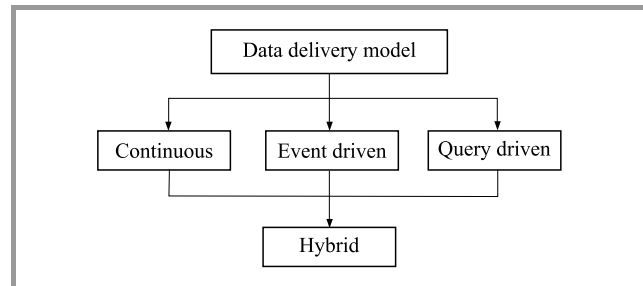 Data delivery model
Continuous
Event driven
Query driven
Hybrid